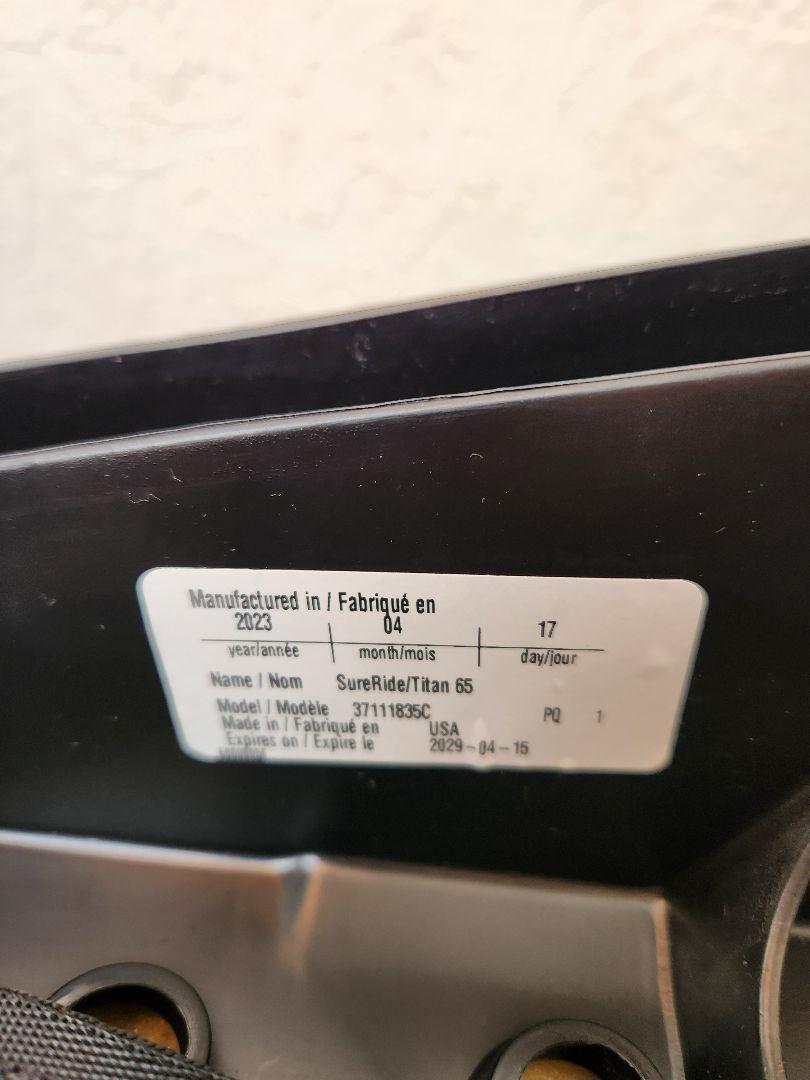 Manufactured in / Fabriqué en
2023 04 17
year/année month/mois day/jour
Name / Nom SureRide/Titan 65
Model / Modèle 37111835C PQ 1
Made in / Fabriqué en USA
Expires on / Expire le 2029-04-15